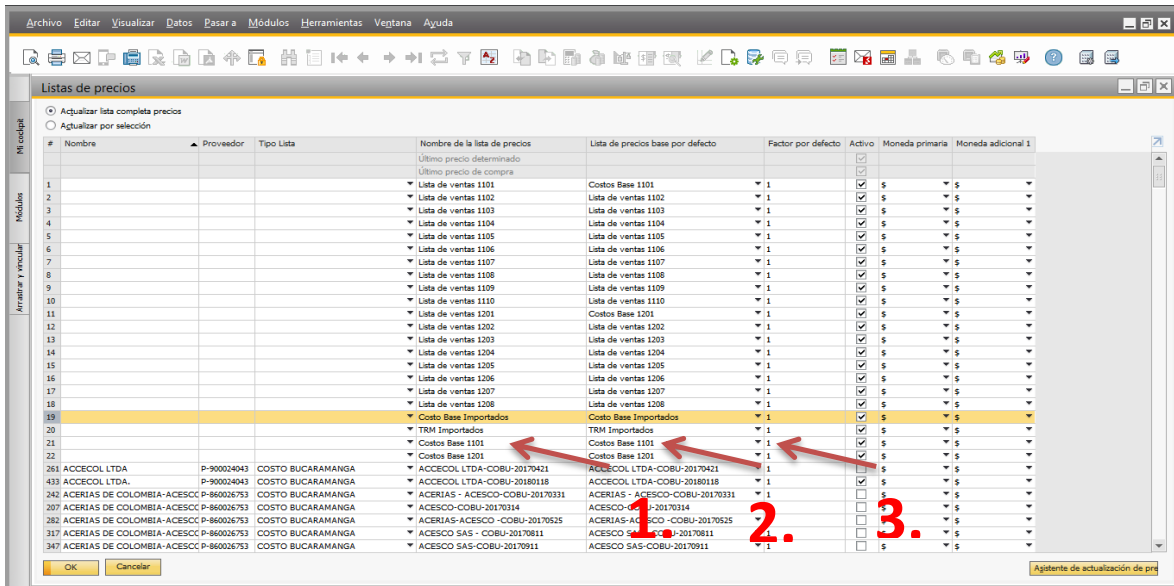 Archivo Editar Visualizar Datos Pasar a Módulos Herramientas Ventana Ayuda
Listas de precios
Actualizar lista completa precios
Actualizar por selección
Mi cockpit
Módulos
Arrastrar y vincular
# Nombre Proveedor Tipo Lista Nombre de la lista de precios Lista de precios base por defecto Factor por defecto Activo Moneda primaria Moneda adicional 1
Último precio determinado
Último precio de compra
1 Lista de ventas 1101 Costos Base 1101 1 $ $
2 Lista de ventas 1102 Lista de ventas 1102 1 $ $
3 Lista de ventas 1103 Lista de ventas 1103 1 $ $
4 Lista de ventas 1104 Lista de ventas 1104 1 $ $
5 Lista de ventas 1105 Lista de ventas 1105 1 $ $
6 Lista de ventas 1106 Lista de ventas 1106 1 $ $
7 Lista de ventas 1107 Lista de ventas 1107 1 $ $
8 Lista de ventas 1108 Lista de ventas 1108 1 $ $
9 Lista de ventas 1109 Lista de ventas 1109 1 $ $
10 Lista de ventas 1110 Lista de ventas 1110 1 $ $
11 Lista de ventas 1201 Costos Base 1201 1 $ $
12 Lista de ventas 1202 Lista de ventas 1202 1 $ $
13 Lista de ventas 1203 Lista de ventas 1203 1 $ $
14 Lista de ventas 1204 Lista de ventas 1204 1 $ $
15 Lista de ventas 1205 Lista de ventas 1205 1 $ $
16 Lista de ventas 1206 Lista de ventas 1206 1 $ $
17 Lista de ventas 1207 Lista de ventas 1207 1 $ $
18 Lista de ventas 1208 Lista de ventas 1208 1 $ $
19 Costo Base Importados Costo Base Importados 1 $ $
20 TRM Importados TRM Importados 1 $ $
21 Costos Base 1101 Costos Base 1101 1 $ $
22 Costos Base 1201 Costos Base 1201 1 $ $
261 ACCECOL LTDA P-900024043 COSTO BUCARAMANGA ACCECOL LTDA-COBU-20170421 ACCECOL LTDA-COBU-20170421 1 $ $
433 ACCECOL LTDA. P-900024043 COSTO BUCARAMANGA ACCECOL LTDA-COBU-20180118 ACCECOL LTDA-COBU-20180118 1 $ $
242 ACERIAS DE COLOMBIA-ACESCC P-860026753 COSTO BUCARAMANGA ACERIAS - ACESCO-COBU-20170331 ACERIAS - ACESCO-COBU-20170331 1 $ $
207 ACERIAS DE COLOMBIA-ACESCC P-860026753 COSTO BUCARAMANGA ACESCO-COBU-20170314 ACESCO-COBU-20170314 1 $ $
282 ACERIAS DE COLOMBIA-ACESCC P-860026753 COSTO BUCARAMANGA ACERIAS-ACESCO -COBU-20170525 ACERIAS-ACESCO -COBU-20170525 1 $ $
317 ACERIAS DE COLOMBIA-ACESCC P-860026753 COSTO BUCARAMANGA ACESCO SAS - COBU-20170811 ACESCO SAS - COBU-20170811 1 $ $
347 ACERIAS DE COLOMBIA-ACESCC P-860026753 COSTO BUCARAMANGA ACESCO SAS-COBU-20170911 ACESCO SAS-COBU-20170911 1 $ $
1. 2. 3.
OK Cancelar Asistente de actualización de pre